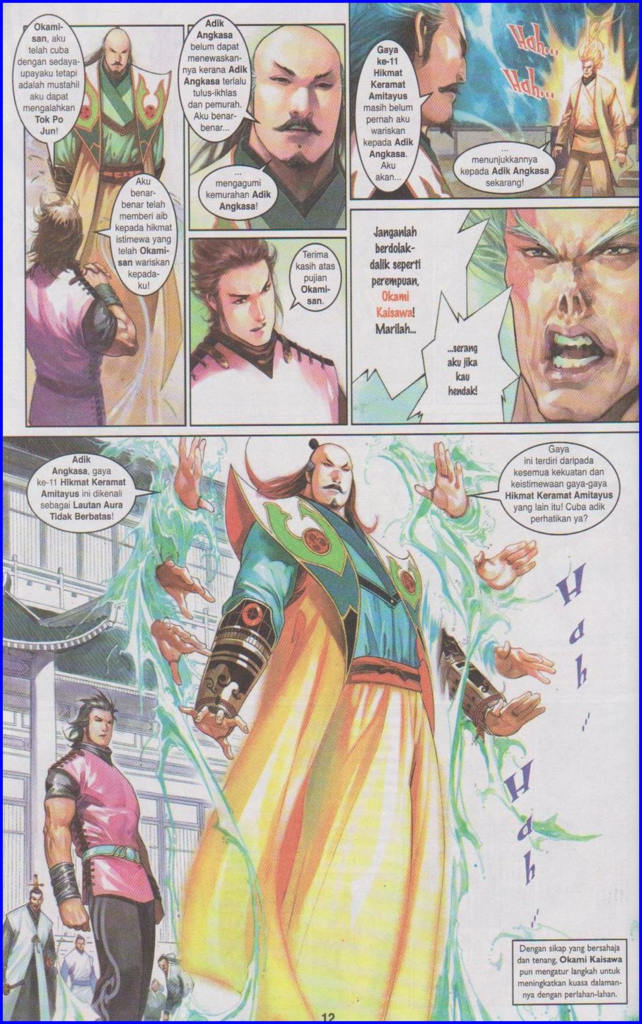 Okami-
san, aku
telah cuba
dengan sedaya-
upayaku tetapi
adalah mustahil
aku dapat
mengalahkan
Tok Po
Jun!
Aku
benar-
benar telah
memberi aib
kepada hikmat
istimewa yang
telah Okami-
san wariskan
kepada-
ku!
Adik
Angkasa
belum dapat
menewaskan-
nya kerana Adik
Angkasa terlalu
tulus-ikhlas
dan pemurah.
Aku benar-
benar...
...
mengagumi
kemurahan Adik
Angkasa!
Terima
kasih atas
pujian
Okami-
san.
Gaya
ke-11
Hikmat
Keramat
Amitayus
masih belum
pernah aku
wariskan
kepada Adik
Angkasa.
Aku
akan...
Hah...
Hah...
...
menunjukkannya
kepada Adik Angkasa
sekarang!
Janganlah
berdolak-
dalik seperti
perempuan,
Okami
Kaisawa!
Marilah...
...serang
aku jika
kau
hendak!
Adik
Angkasa, gaya
ke-11 Hikmat Keramat
Amitayus ini dikenali
sebagai Lautan Aura
Tidak Berbatas!
Gaya
ini terdiri daripada
kesemua kekuatan dan
keistimewaan gaya-gaya
Hikmat Keramat Amitayus
yang lain itu! Cuba adik
perhatikan ya?
Hah...
Hah...
Dengan sikap yang bersahaja
dan tenang, Okami Kaisawa
pun mengatur langkah untuk
meningkatkan kuasa dalaman-
nya dengan perlahan-lahan.
12